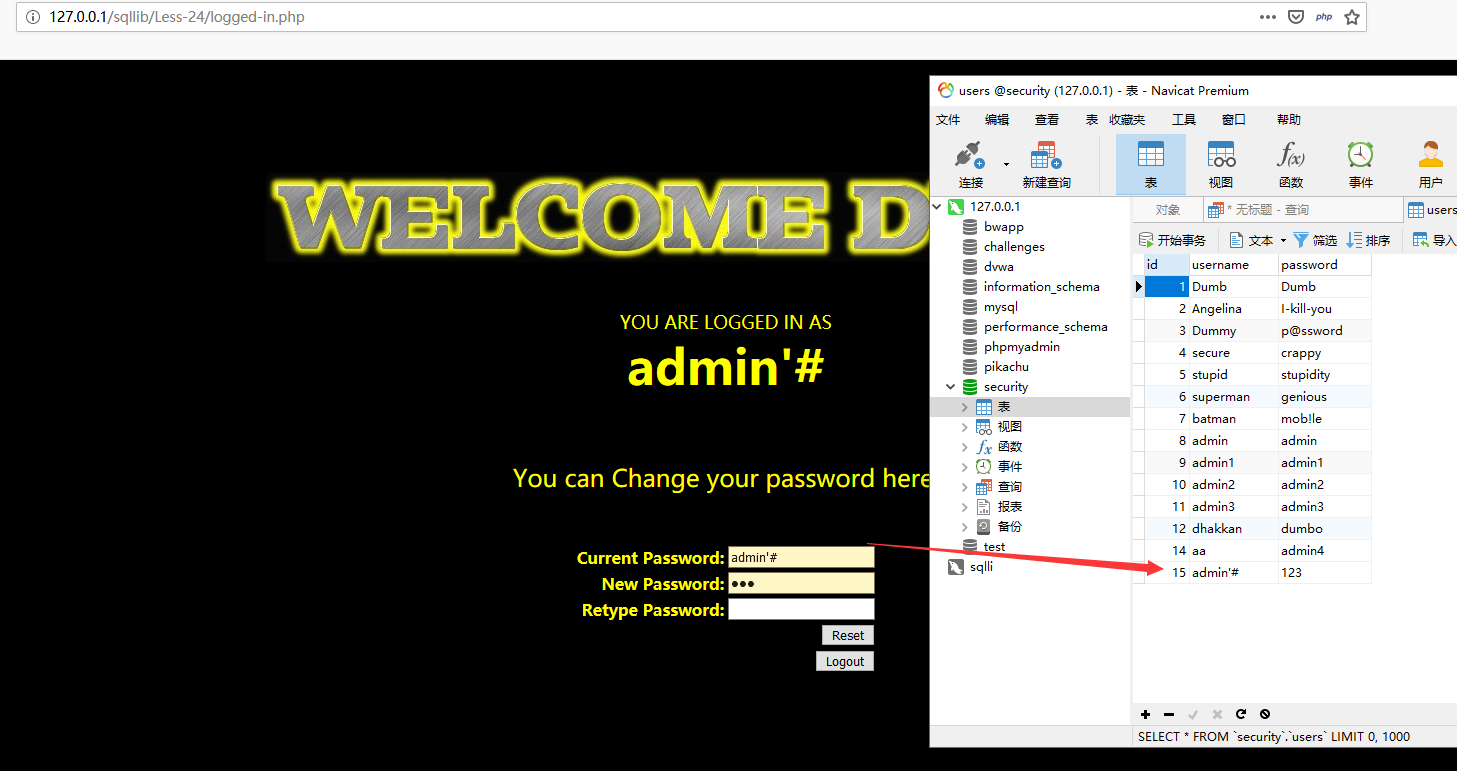 127.0.0.1/sqllib/Less-24/logged-in.php
php
WELCOME D
YOU ARE LOGGED IN AS
admin'#
You can Change your password here
Current Password: admin'#
New Password: ●●●
Retype Password:
Reset
Logout
users @security (127.0.0.1) - 表 - Navicat Premium
文件 编辑 查看 表 收藏夹 工具 窗口 帮助
连接 新建查询 表 视图 函数 事件 用户
127.0.0.1
bwapp
challenges
dvwa
information_schema
mysql
performance_schema
phpmyadmin
pikachu
security
表
视图
函数
事件
查询
报表
备份
test
sqlli
对象 * 无标题 - 查询 users
开始事务 文本 筛选 排序 导入
id username password
1 Dumb Dumb
2 Angelina I-kill-you
3 Dummy p@ssword
4 secure crappy
5 stupid stupidity
6 superman genious
7 batman mob!le
8 admin admin
9 admin1 admin1
10 admin2 admin2
11 admin3 admin3
12 dhakkan dumbo
14 aa admin4
15 admin'# 123
SELECT * FROM `security`.`users` LIMIT 0, 1000